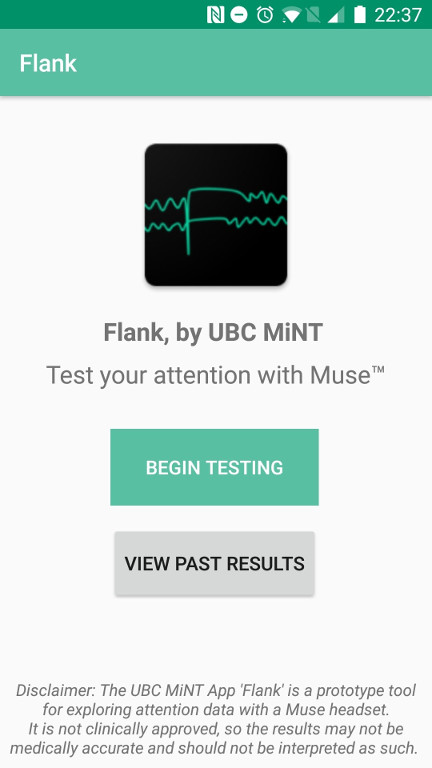 22:37
Flank
Flank, by UBC MiNT
Test your attention with Muse™
BEGIN TESTING
VIEW PAST RESULTS
Disclaimer: The UBC MiNT App 'Flank' is a prototype tool
for exploring attention data with a Muse headset.
It is not clinically approved, so the results may not be
medically accurate and should not be interpreted as such.